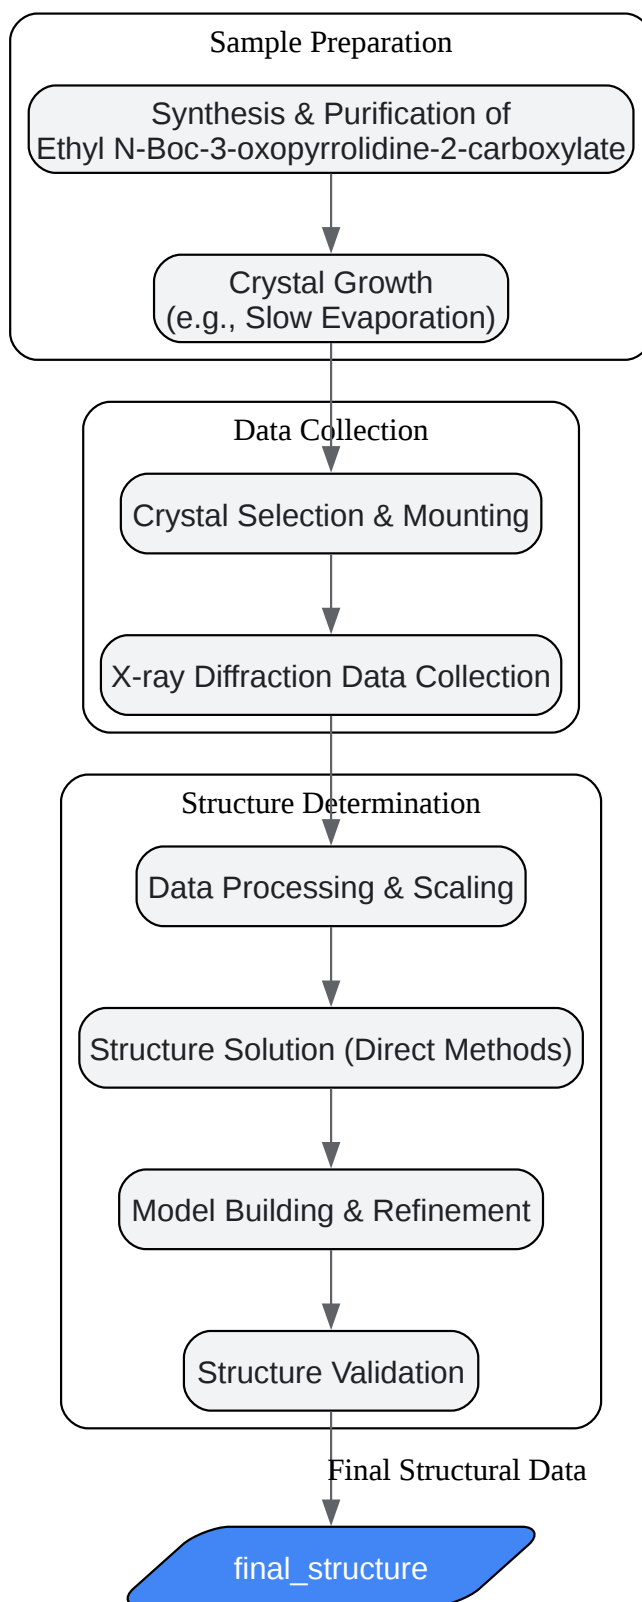 Sample Preparation
Synthesis & Purification of
Ethyl N-Boc-3-oxopyrrolidine-2-carboxylate
Crystal Growth
(e.g., Slow Evaporation)
Data Collection
Crystal Selection & Mounting
X-ray Diffraction Data Collection
Structure Determination
Data Processing & Scaling
Structure Solution (Direct Methods)
Model Building & Refinement
Structure Validation
Final Structural Data
final_structure